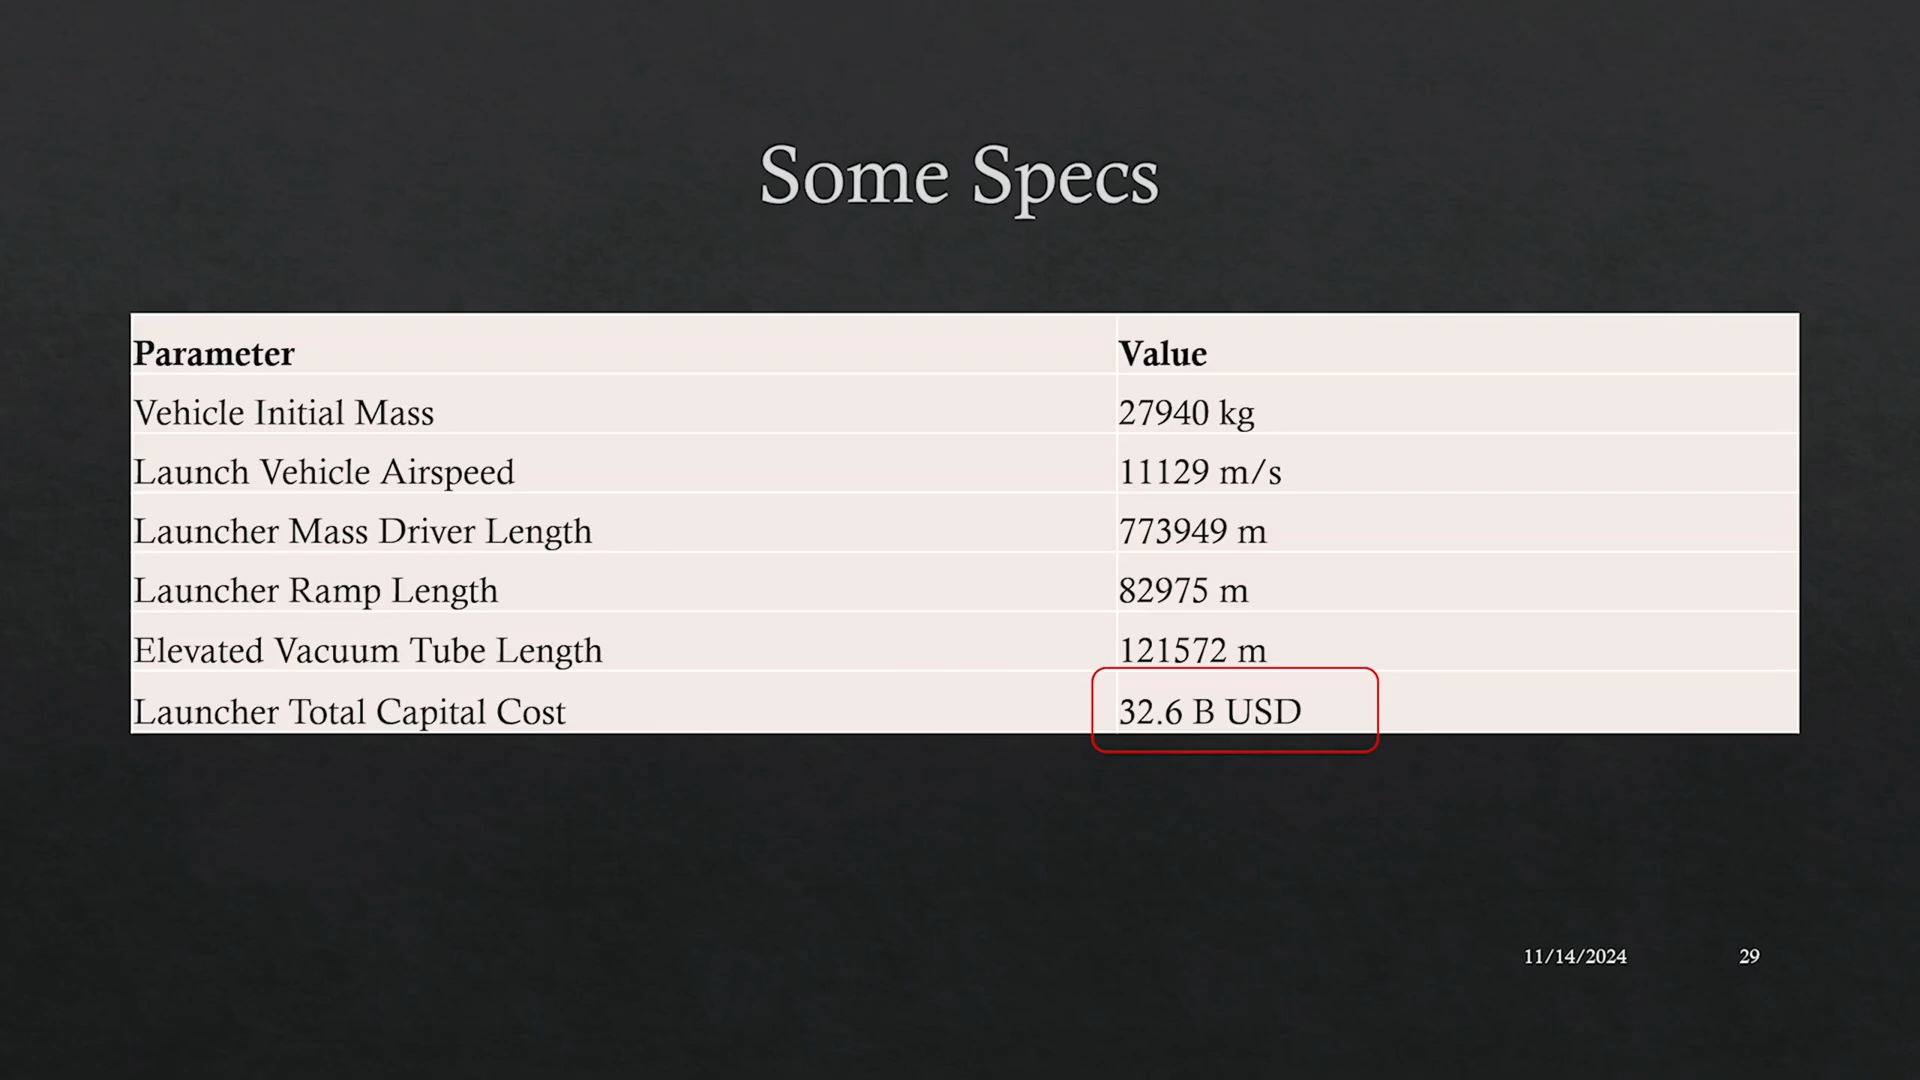 Some Specs
Parameter Value
Vehicle Initial Mass 27940 kg
Launch Vehicle Airspeed 11129 m/s
Launcher Mass Driver Length 773949 m
Launcher Ramp Length 82975 m
Elevated Vacuum Tube Length 121572 m
Launcher Total Capital Cost 32.6 B USD
11/14/2024 29